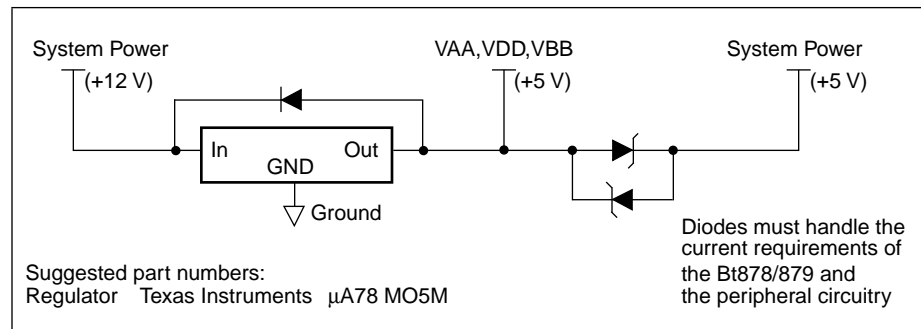 System Power
(+12 V)
VAA,VDD,VBB
(+5 V)
System Power
(+5 V)
In
Out
GND
Ground
Diodes must handle the
current requirements of
the Bt878/879 and
the peripheral circuitry
Suggested part numbers:
Regulator Texas Instruments μA78 MO5M